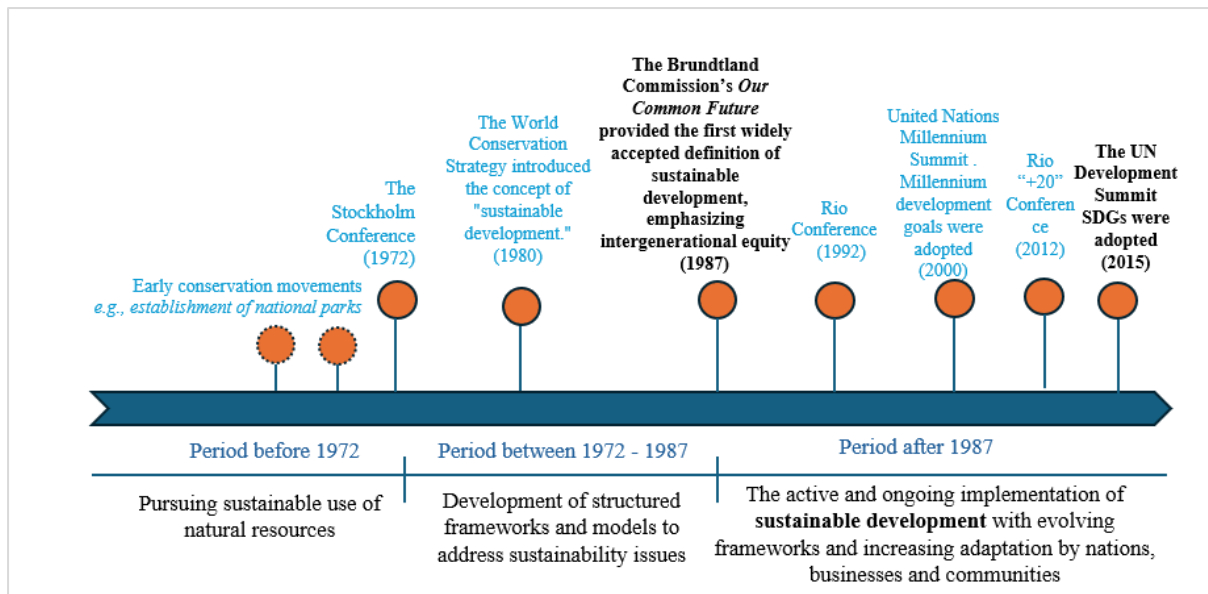 Early conservation movements
e.g., establishment of national parks
The
Stockholm
Conference
(1972)
The World
Conservation
Strategy introduced
the concept of
"sustainable
development."
(1980)
The Brundtland
Commission’s Our
Common Future
provided the first widely
accepted definition of
sustainable
development,
emphasizing
intergenerational equity
(1987)
Rio
Conference
(1992)
United Nations
Millennium
Summit .
Millennium
development
goals were
adopted
(2000)
Rio
“+20”
Conferen
ce
(2012)
The UN
Development
Summit
SDGs were
adopted
(2015)
Period before 1972
Period between 1972 - 1987
Period after 1987
Pursuing sustainable use of
natural resources
Development of structured
frameworks and models to
address sustainability issues
The active and ongoing implementation of
sustainable development with evolving
frameworks and increasing adaptation by nations,
businesses and communities